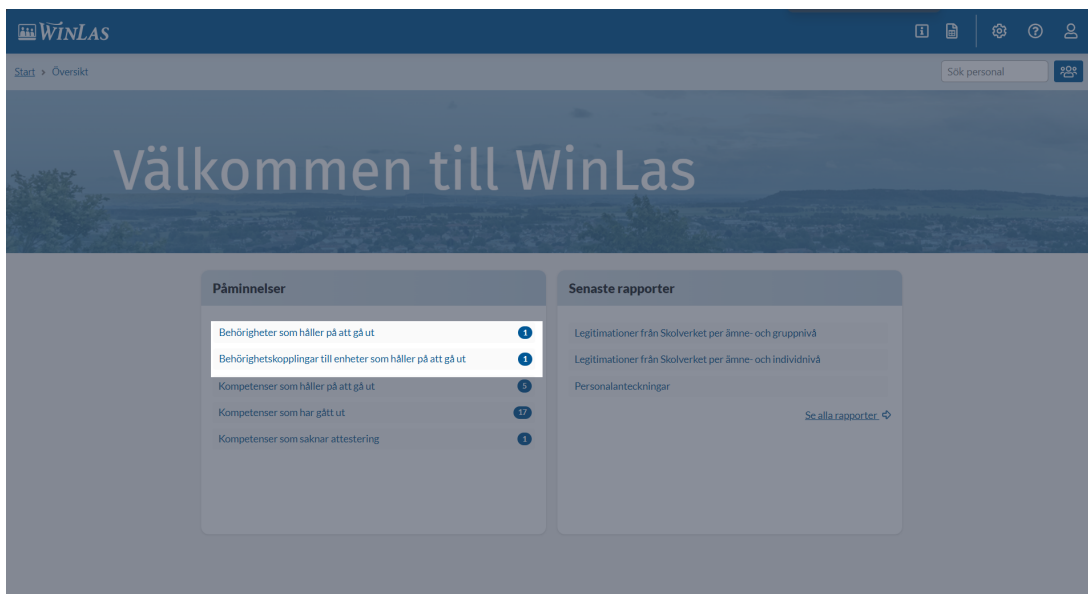 WinLas
Start > Översikt
Sök personal
Välkommen till WinLas
Påminnelser
Behörigheter som håller på att gå ut 1
Behörighetskopplingar till enheter som håller på att gå ut 1
Kompetenser som håller på att gå ut 5
Kompetenser som har gått ut 17
Kompetenser som saknar attestering 1
Senaste rapporter
Legitimationer från Skolverket per ämne- och gruppnivå
Legitimationer från Skolverket per ämne- och individnivå
Personalanteckningar
Se alla rapporter